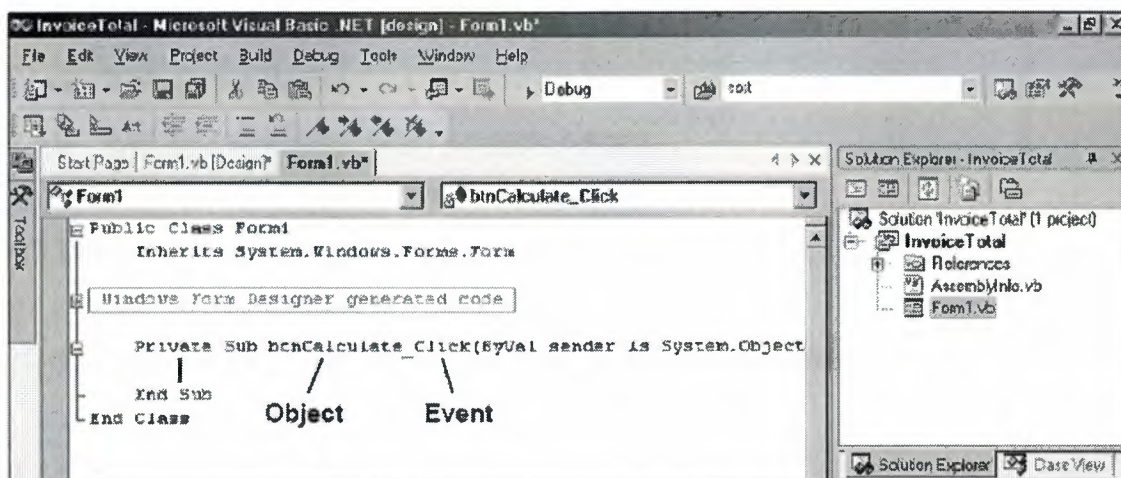 InvoiceTotal - Microsoft Visual Basic .NET [design] - Form1.vb*
File Edit View Project Build Debug Tools Window Help
Debug
Start Page Form1.vb [Design]* Form1.vb*
Form1
btnCalculate_Click
Toolbox
Public Class Form1
Inherits System.Windows.Forms.Form
Windows Form Designer generated code
Private Sub btnCalculate_Click(ByVal sender As System.Object
End Sub
End Class
Object Event
Solution Explorer - InvoiceTotal
Solution 'InvoiceTotal' (1 project)
InvoiceTotal
References
AssemblyInfo.vb
Form1.vb
Solution Explorer Class View